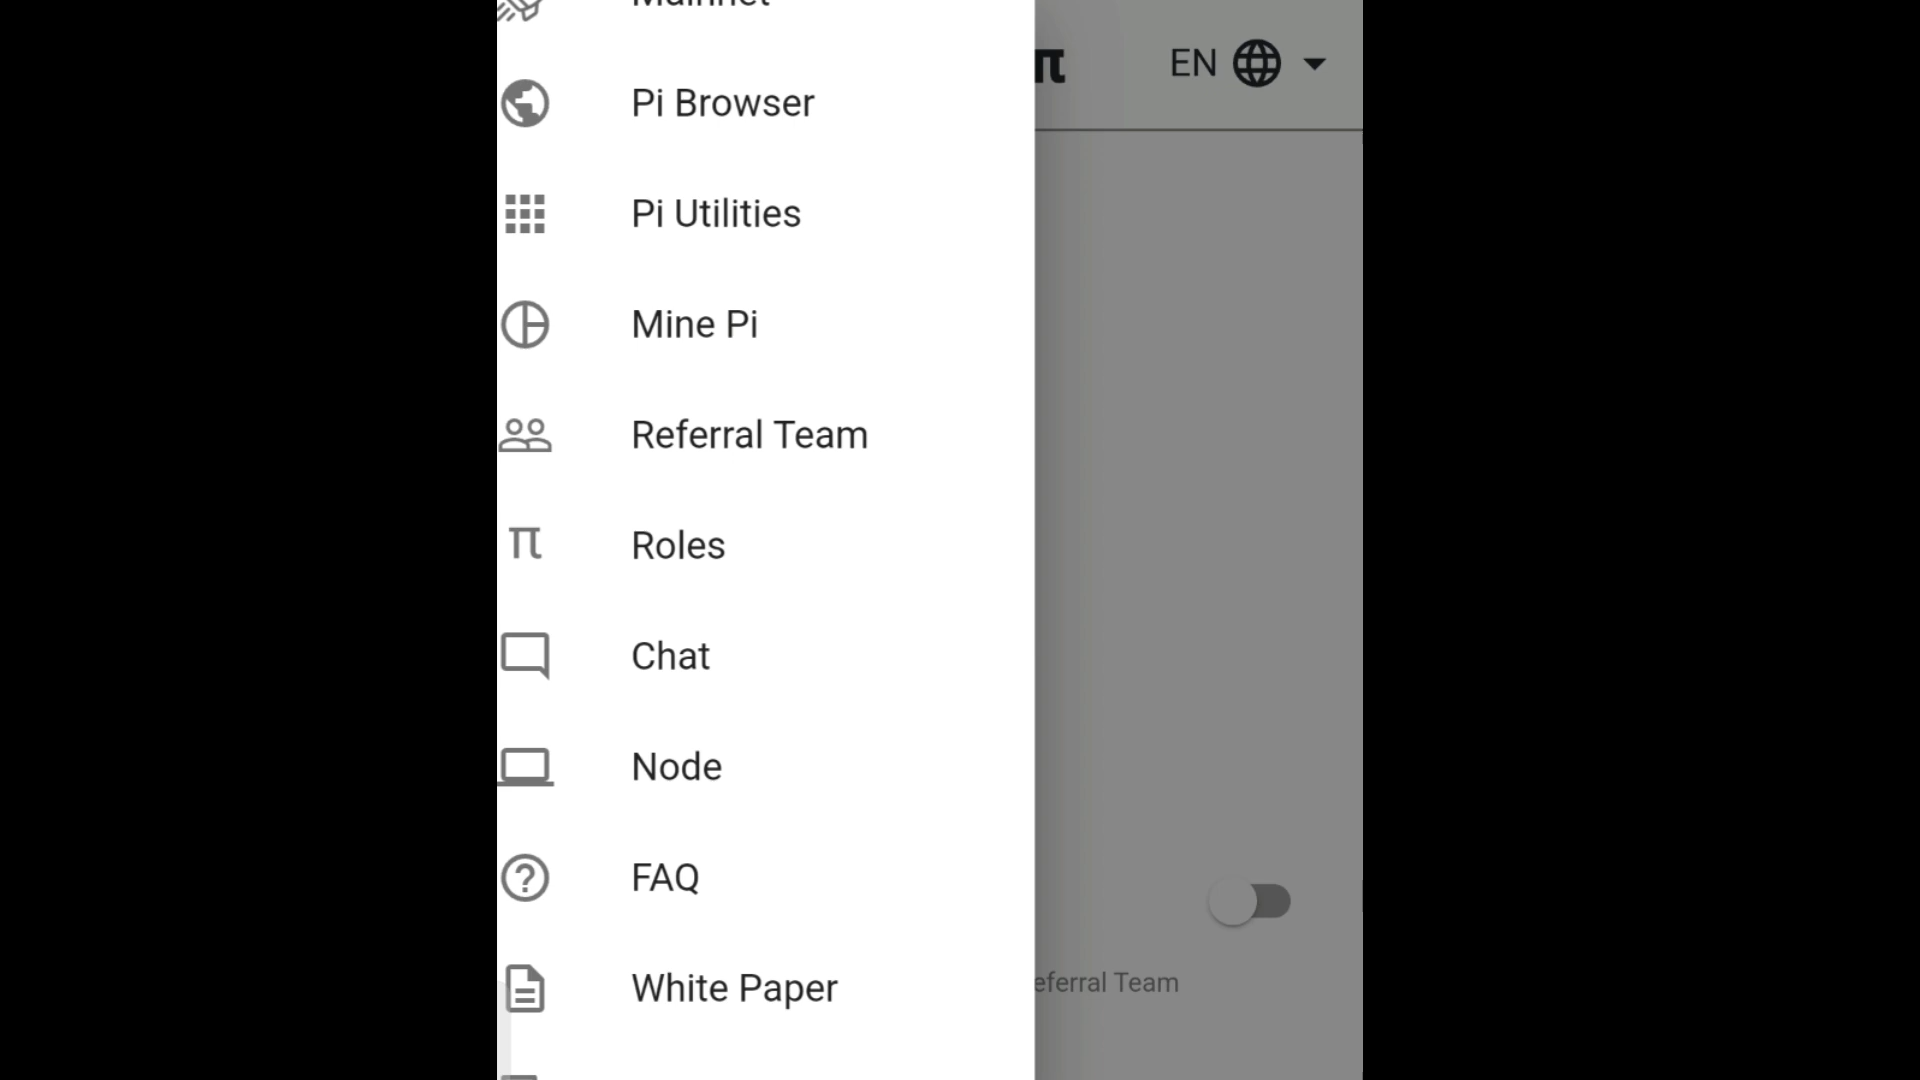 Mainnet
π
EN
Pi Browser
Pi Utilities
Mine Pi
Referral Team
π
Roles
Chat
Node
?
FAQ
White Paper
eferral Team